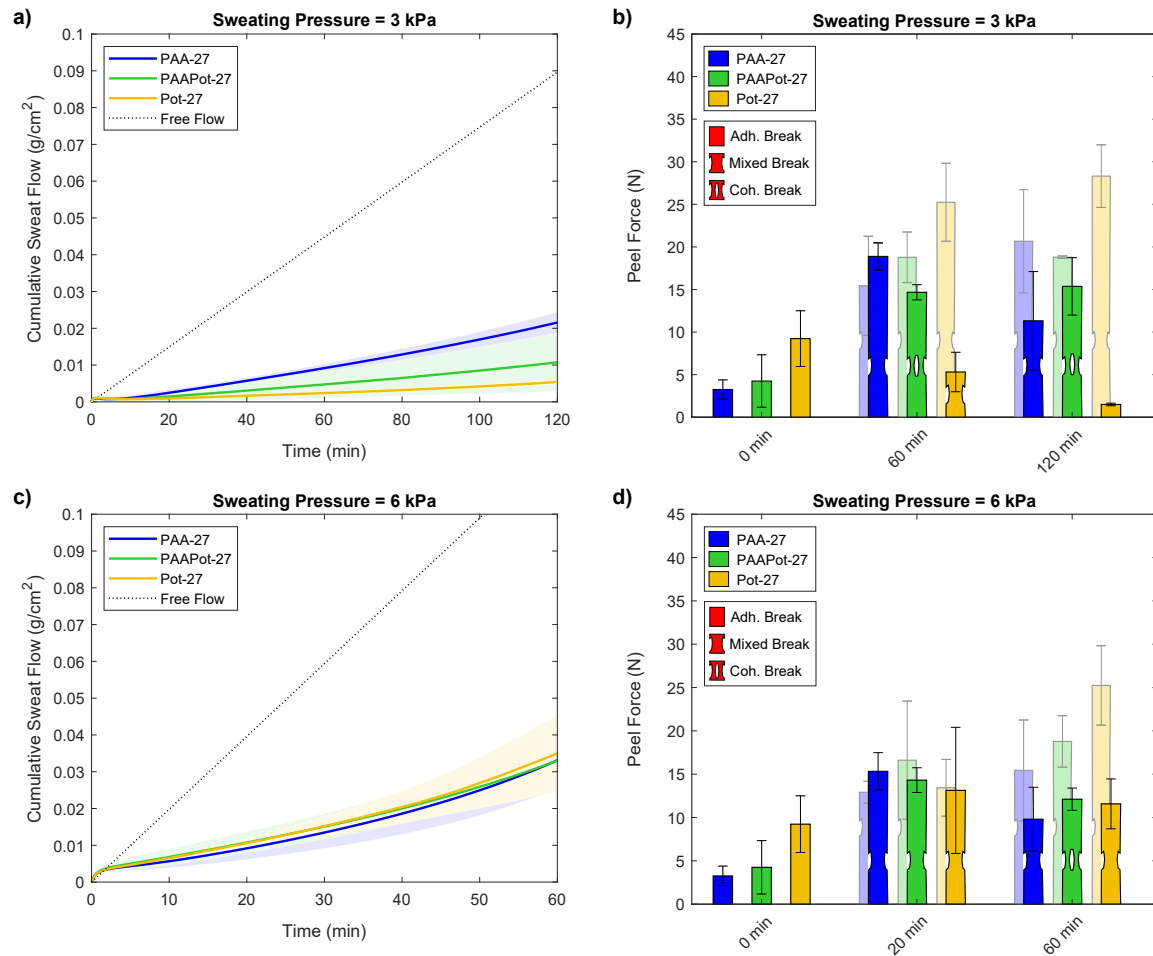 a)
Sweating Pressure = 3 kPa
0.1
0.09
0.08
0.07
0.06
0.05
0.04
0.03
0.02
0.01
0
Cumulative Sweat Flow (g/cm²)
PAA-27
PAAPot-27
Pot-27
Free Flow
0 20 40 60 80 100 120
Time (min)
b)
Sweating Pressure = 3 kPa
45
40
35
30
25
20
15
10
5
0
Peel Force (N)
PAA-27
PAAPot-27
Pot-27
Adh. Break
Mixed Break
Coh. Break
0 min 60 min 120 min
c)
Sweating Pressure = 6 kPa
0.1
0.09
0.08
0.07
0.06
0.05
0.04
0.03
0.02
0.01
0
Cumulative Sweat Flow (g/cm²)
PAA-27
PAAPot-27
Pot-27
Free Flow
0 10 20 30 40 50 60
Time (min)
d)
Sweating Pressure = 6 kPa
45
40
35
30
25
20
15
10
5
0
Peel Force (N)
PAA-27
PAAPot-27
Pot-27
Adh. Break
Mixed Break
Coh. Break
0 min 20 min 60 min